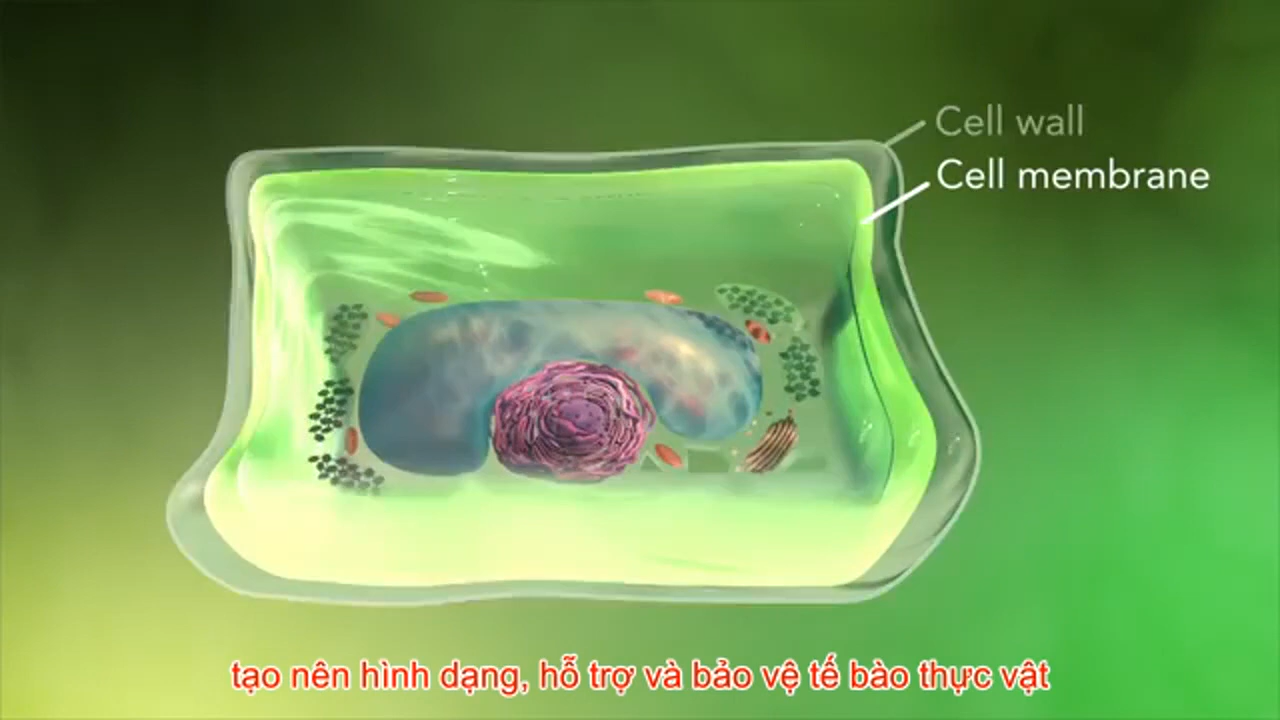 Cell wall
Cell membrane
tạo nên hình dạng, hỗ trợ và bảo vệ tế bào thực vật